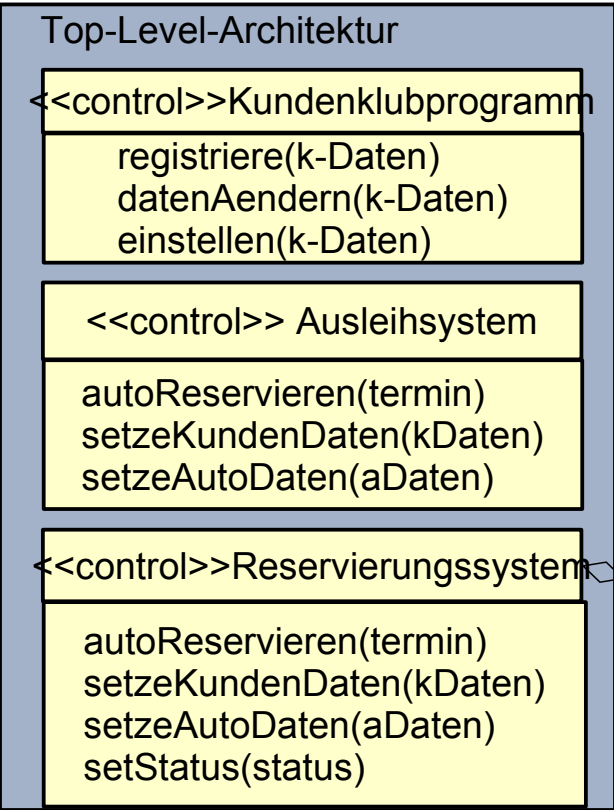 Top-Level-Architektur
<<control>>Kundenklubprogramm
registriere(k-Daten)
datenAendern(k-Daten)
einstellen(k-Daten)
<<control>> Ausleihsystem
autoReservieren(termin)
setzeKundenDaten(kDaten)
setzeAutoDaten(aDaten)
<<control>>Reservierungssystem
autoReservieren(termin)
setzeKundenDaten(kDaten)
setzeAutoDaten(aDaten)
setStatus(status)